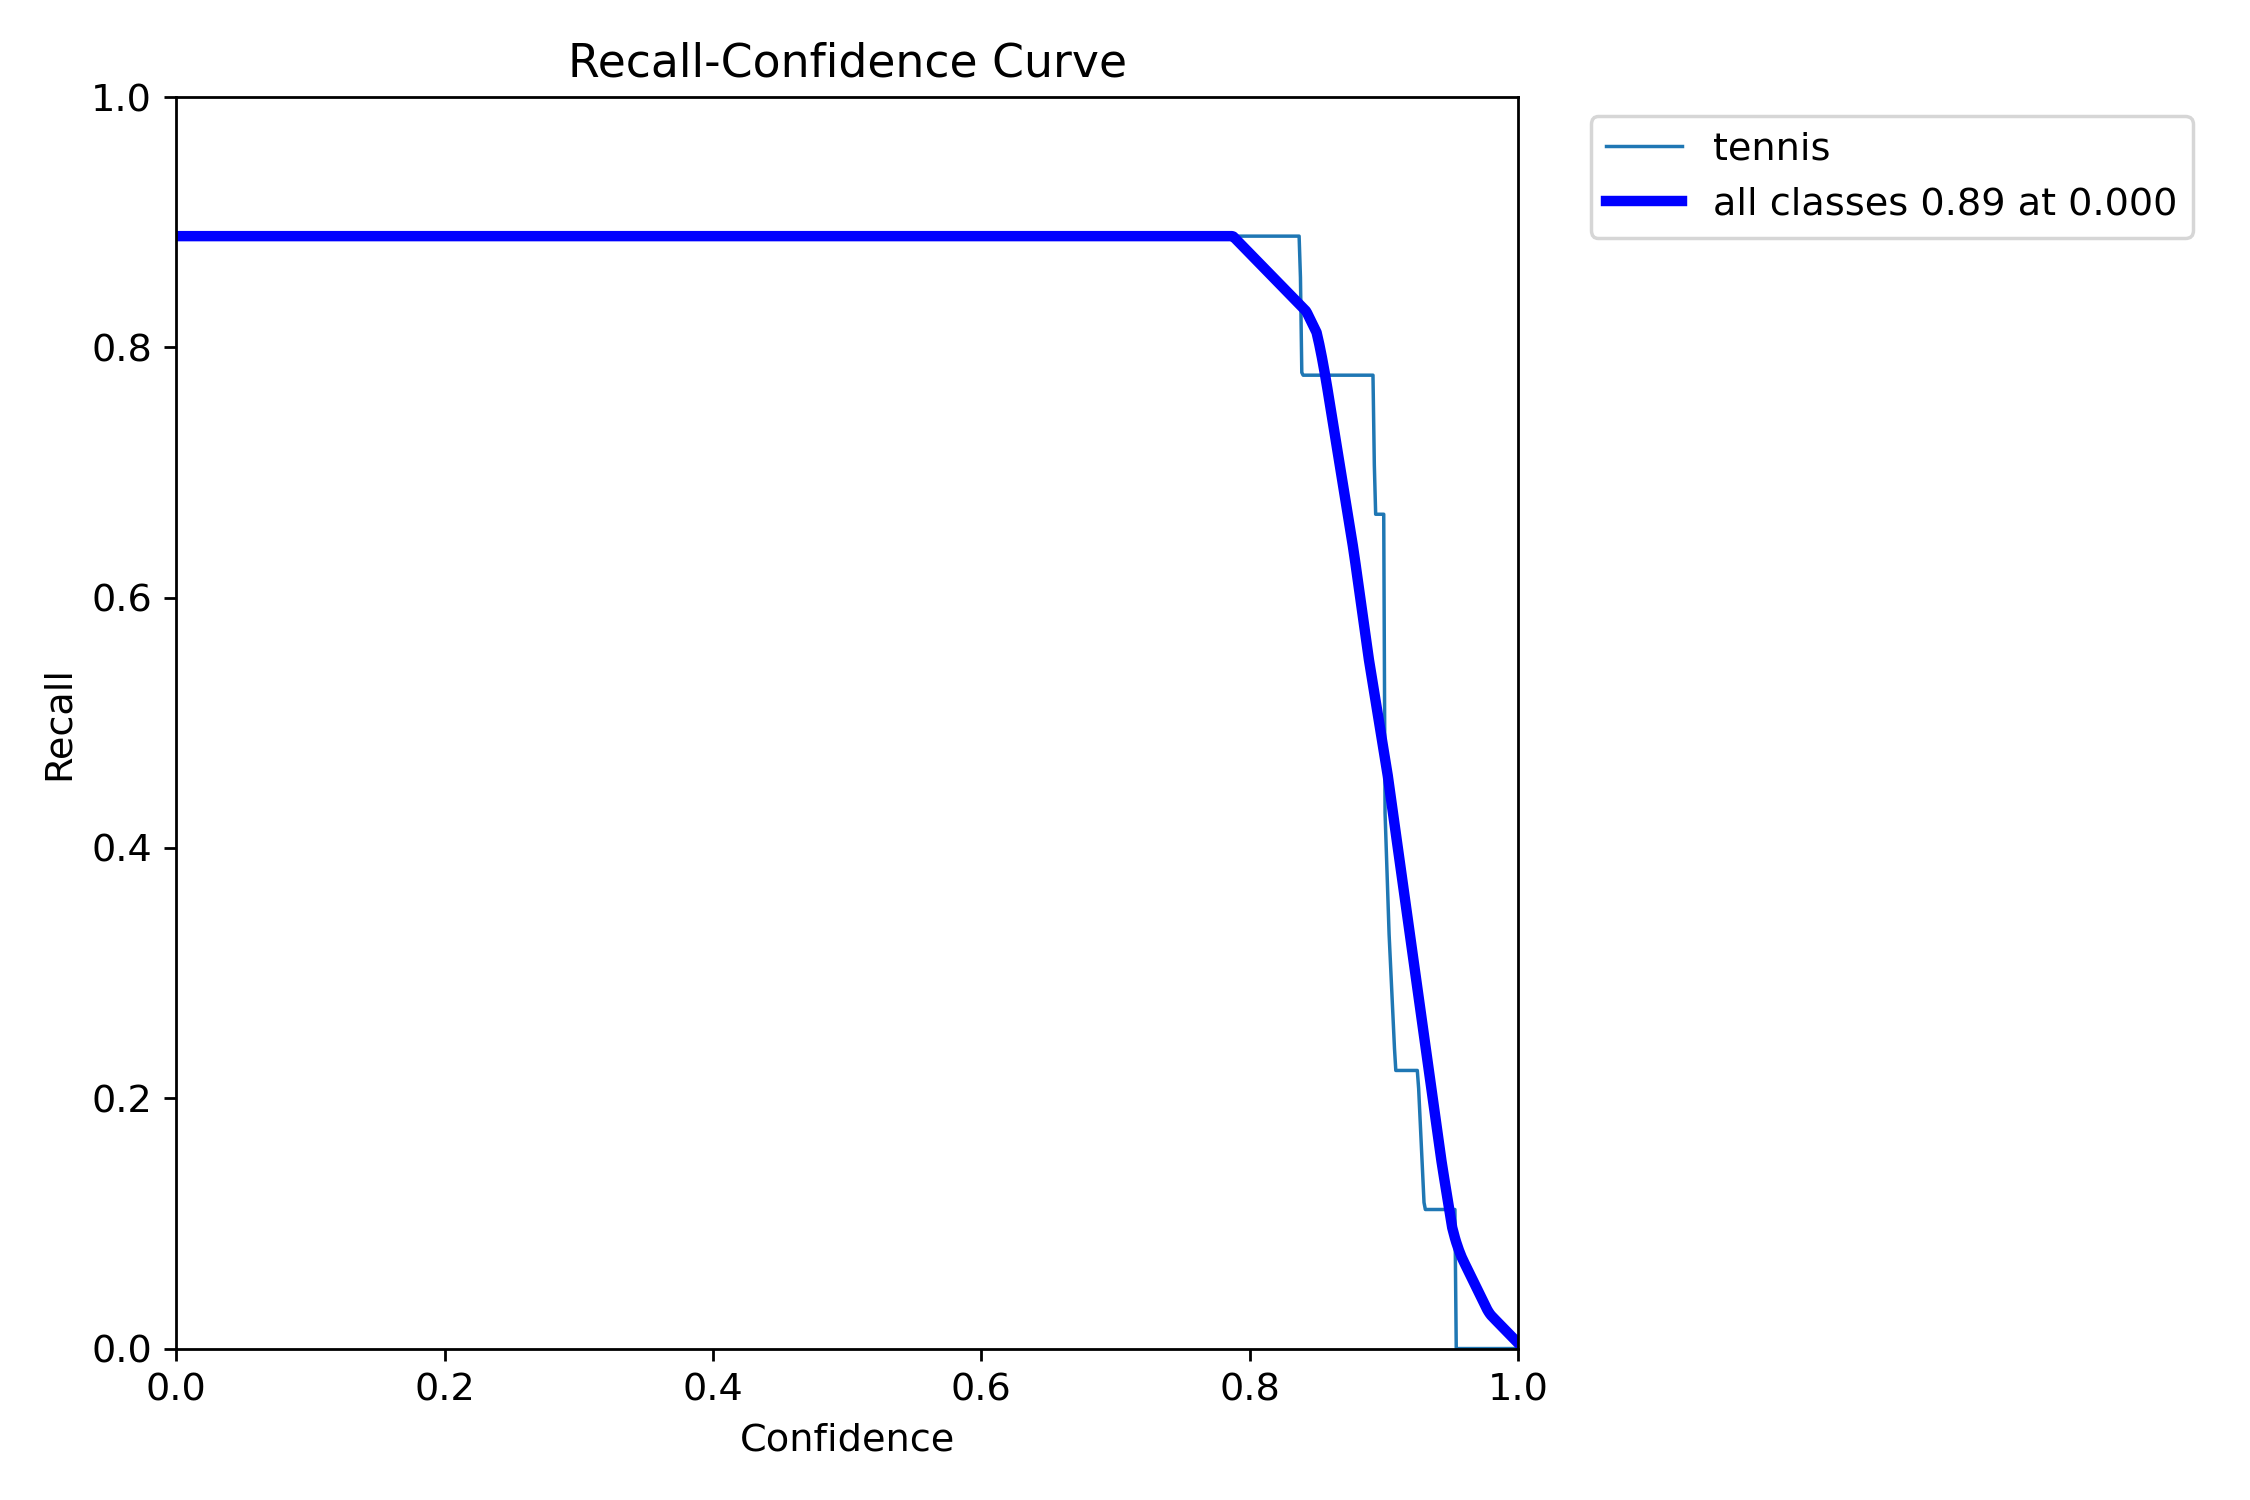 Recall-Confidence Curve
1.0
0.8
0.6
0.4
0.2
0.0
Recall
0.0 0.2 0.4 0.6 0.8 1.0
Confidence
tennis
all classes 0.89 at 0.000